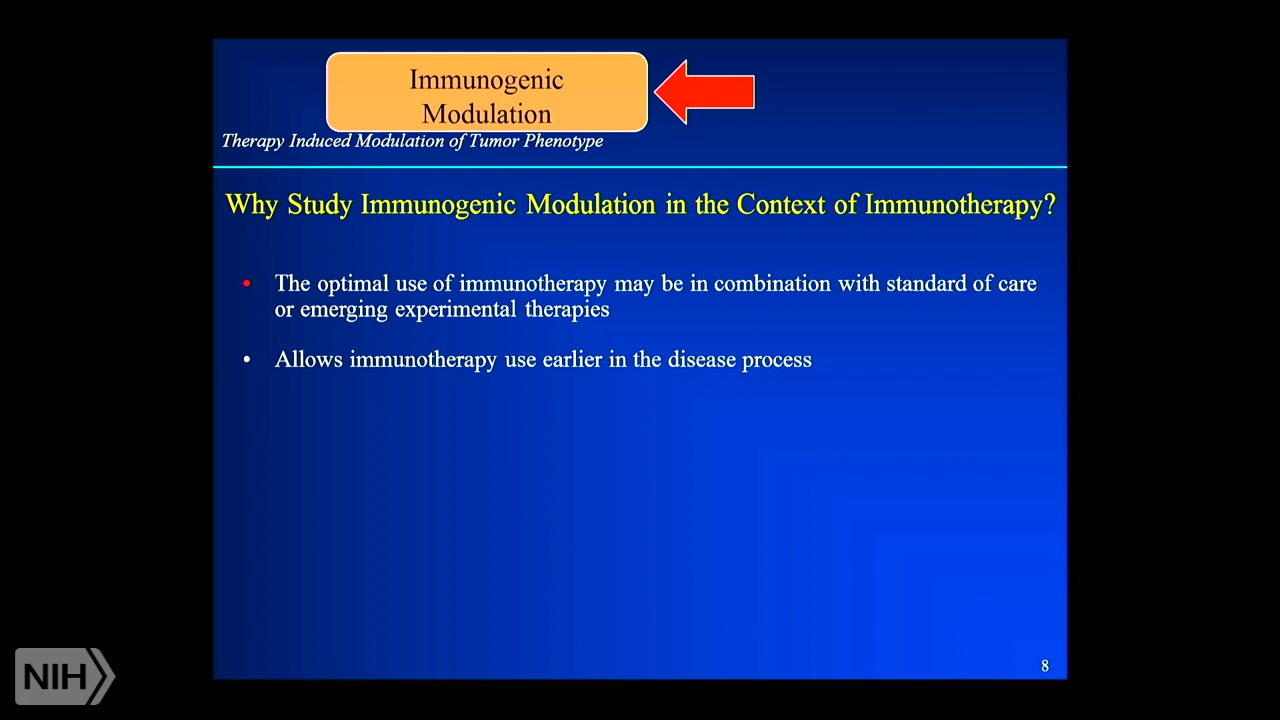 Immunogenic
Modulation
Therapy Induced Modulation of Tumor Phenotype
Why Study Immunogenic Modulation in the Context of Immunotherapy?
• The optimal use of immunotherapy may be in combination with standard of care
or emerging experimental therapies
• Allows immunotherapy use earlier in the disease process
8
NIH